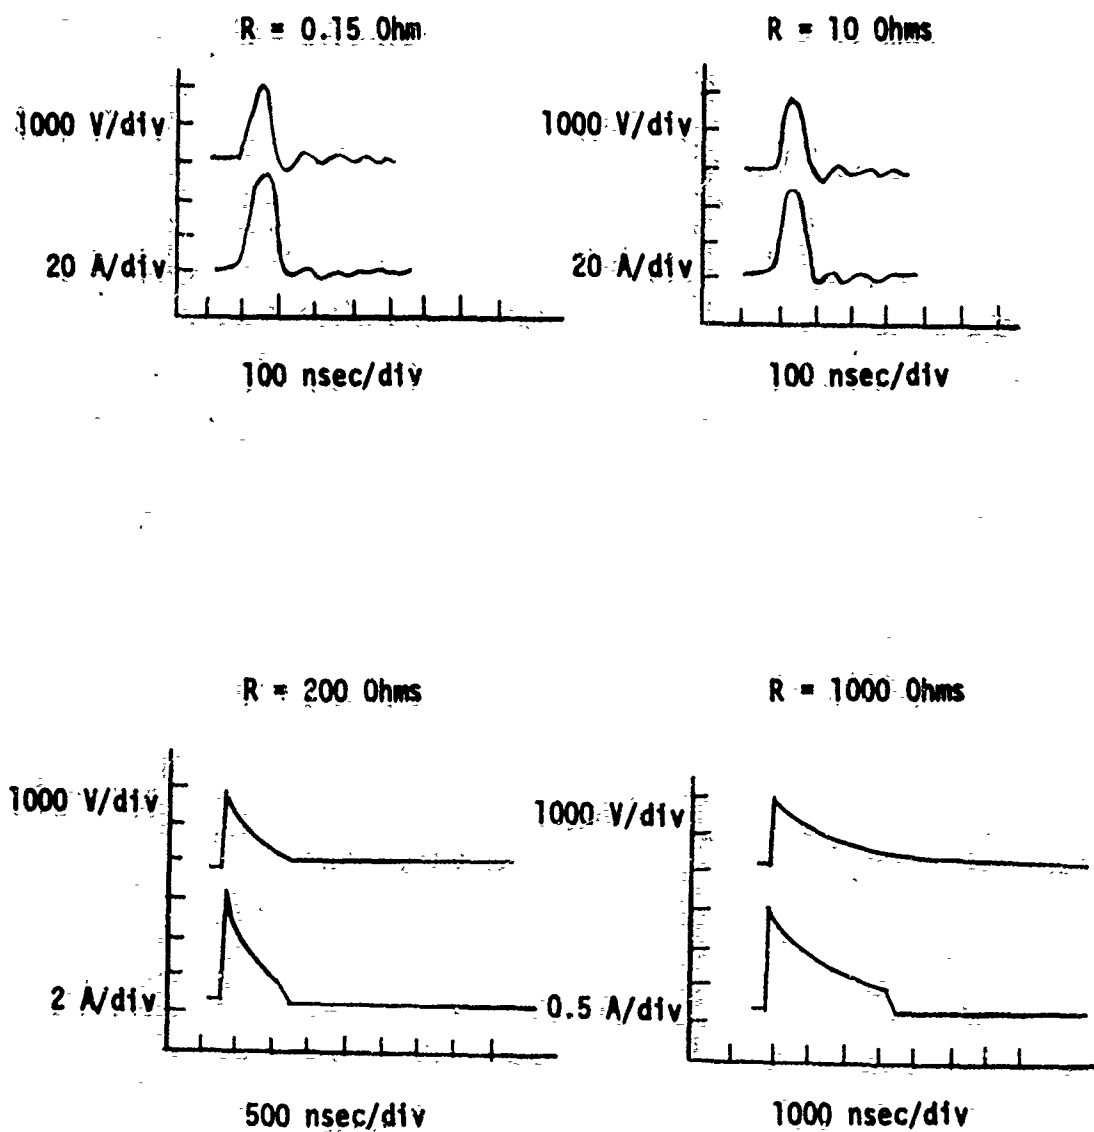 R = 0.15 Ohm
1000 V/div
20 A/div
100 nsec/div
R = 10 Ohms
1000 V/div
20 A/div
100 nsec/div
R = 200 Ohms
1000 V/div
2 A/div
500 nsec/div
R = 1000 Ohms
1000 V/div
0.5 A/div
1000 nsec/div